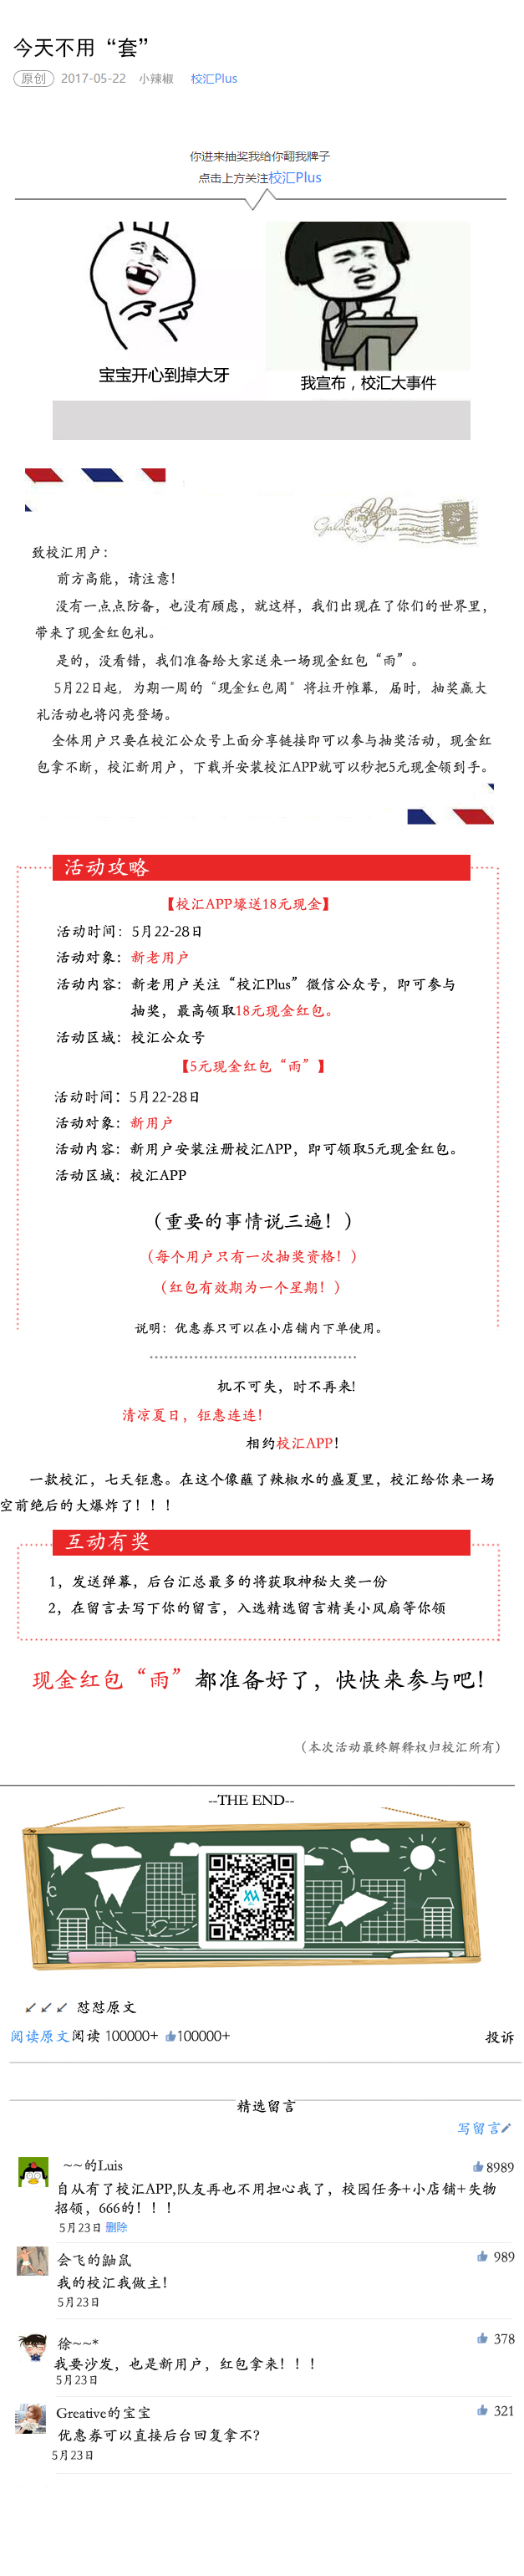 今天不用“套”
原创 2017-05-22 小辣椒 校汇Plus
你进来抽奖我给你翻我牌子
点击上方关注校汇Plus
宝宝开心到掉大牙
我宣布，校汇大事件
Galaxy mansion
致校汇用户：
前方高能，请注意！
没有一点点防备，也没有顾虑，就这样，我们出现在了你们的世界里，
带来了现金红包礼。
是的，没看错，我们准备给大家送来一场现金红包“雨”。
5月22日起，为期一周的“现金红包周”将拉开帷幕，届时，抽奖赢大
礼活动也将闪亮登场。
全体用户只要在校汇公众号上面分享链接即可以参与抽奖活动，现金红
包拿不断，校汇新用户，下载并安装校汇APP就可以秒把5元现金领到手。
活动攻略
【校汇APP壕送18元现金】
活动时间：5月22-28日
活动对象：新老用户
活动内容：新老用户关注“校汇Plus”微信公众号，即可参与
抽奖，最高领取18元现金红包。
活动区域：校汇公众号
【5元现金红包“雨”】
活动时间：5月22-28日
活动对象：新用户
活动内容：新用户安装注册校汇APP，即可领取5元现金红包。
活动区域：校汇APP
（重要的事情说三遍！）
（每个用户只有一次抽奖资格！）
（红包有效期为一个星期！）
说明：优惠券只可以在小店铺内下单使用。
机不可失，时不再来！
清凉夏日，钜惠连连！
相约校汇APP！
一款校汇，七天钜惠。在这个像蘸了辣椒水的盛夏里，校汇给你来一场
空前绝后的大爆炸了！！！
互动有奖
1，发送弹幕，后台汇总最多的将获取神秘大奖一份
2，在留言去写下你的留言，入选精选留言精美小风扇等你领
现金红包“雨”都准备好了，快快来参与吧！
（本次活动最终解释权归校汇所有）
--THE END--
↙↙↙ 怼怼原文
阅读原文阅读 100000+ 100000+ 投诉
精选留言
写留言
~~的Luis 8989
自从有了校汇APP,队友再也不用担心我了，校园任务+小店铺+失物
招领，666的！！！
5月23日 删除
会飞的鼬鼠 989
我的校汇我做主！
5月23日
徐~~* 378
我要沙发，也是新用户，红包拿来！！！
5月23日
Greative的宝宝 321
优惠券可以直接后台回复拿不？
5月23日